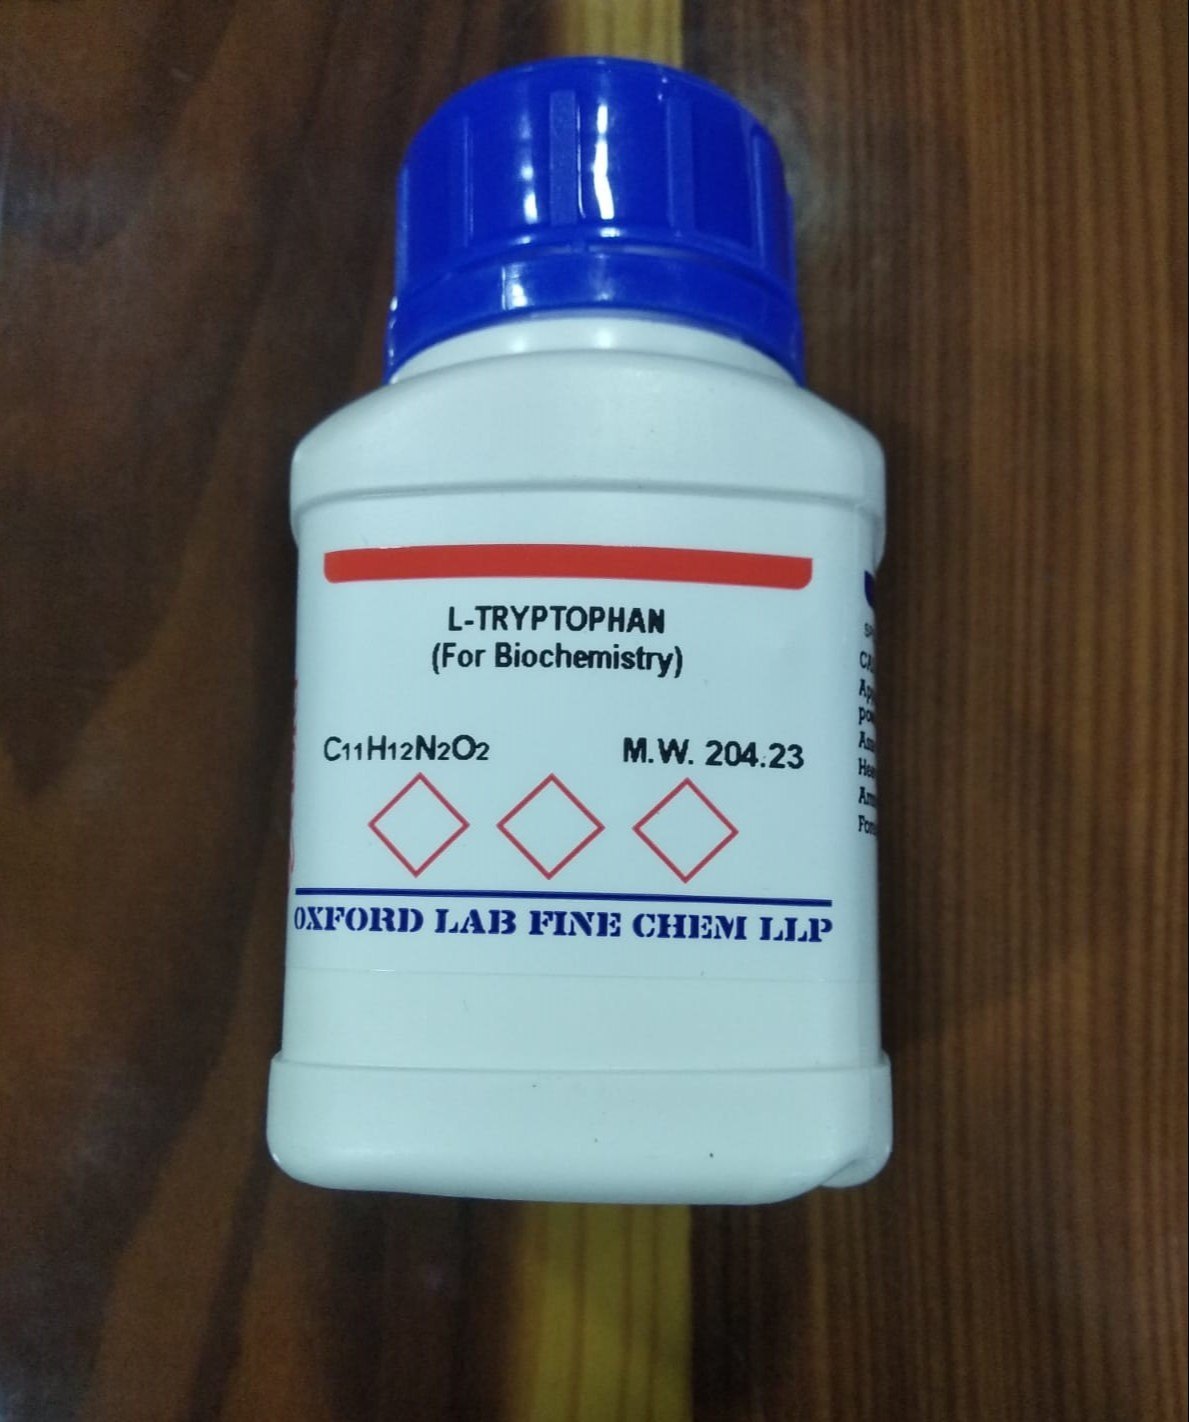 L-TRYPTOPHAN
(For Biochemistry)
C11H12N2O2 M.W. 204.23
OXFORD LAB FINE CHEM LLP